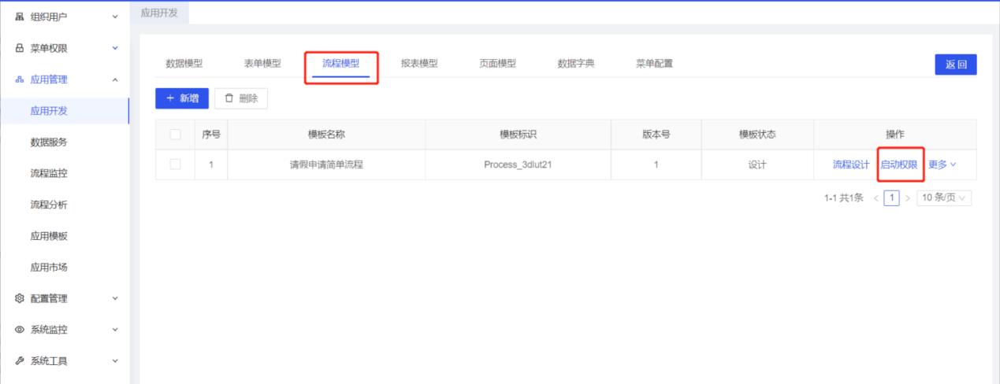 组织用户
菜单权限
应用管理
应用开发
数据服务
流程监控
流程分析
应用模板
应用市场
配置管理
系统监控
系统工具
应用开发
数据模型 表单模型 流程模型 报表模型 页面模型 数据字典 菜单配置 返回
+ 新增 删除
序号 模板名称 模板标识 版本号 模板状态 操作
1 请假申请简单流程 Process_3dlut21 1 设计 流程设计 启动权限 更多
1-1 共1条 < 1 > 10 条/页